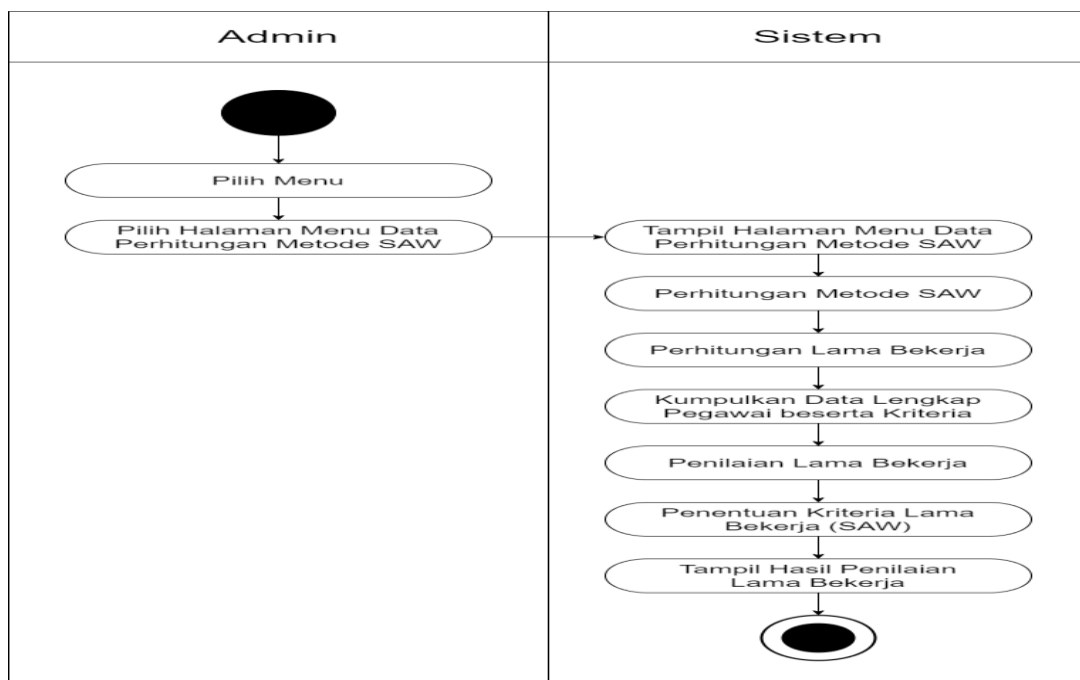 Admin
Sistem
Pilih Menu
Pilih Halaman Menu Data
Perhitungan Metode SAW
Tampil Halaman Menu Data
Perhitungan Metode SAW
Perhitungan Metode SAW
Perhitungan Lama Bekerja
Kumpulkan Data Lengkap
Pegawai beserta Kriteria
Penilaian Lama Bekerja
Penentuan Kriteria Lama
Bekerja (SAW)
Tampil Hasil Penilaian
Lama Bekerja